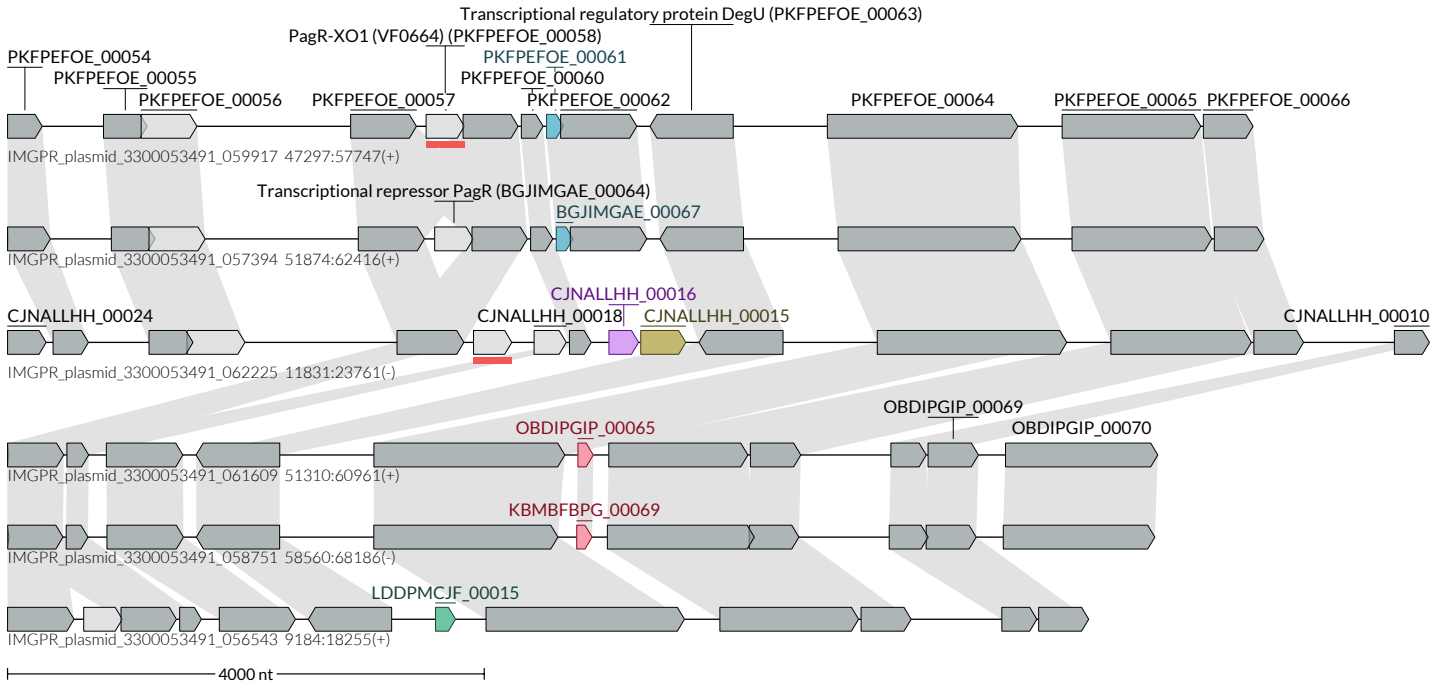 Transcriptional regulatory protein DegU (PKFPEFOE_00063)
PagR-XO1 (VF0664) (PKFPEFOE_00058)
PKFPEFOE_00054
PKFPEFOE_00061
PKFPEFOE_00055
PKFPEFOE_00060
PKFPEFOE_00056
PKFPEFOE_00057
PKFPEFOE_00062
PKFPEFOE_00064
PKFPEFOE_00065
PKFPEFOE_00066
IMGPR_plasmid_3300053491_059917 47297:57747(+)
Transcriptional repressor PagR (BGJIMGAE_00064)
BGJIMGAE_00067
IMGPR_plasmid_3300053491_057394 51874:62416(+)
CJNALLHH_00016
CJNALLHH_00024
CJNALLHH_00018
CJNALLHH_00015
CJNALLHH_00010
IMGPR_plasmid_3300053491_062225 11831:23761(-)
OBDIPGIP_00069
OBDIPGIP_00065
OBDIPGIP_00070
IMGPR_plasmid_3300053491_061609 51310:60961(+)
KBMBFBPG_00069
IMGPR_plasmid_3300053491_058751 58560:68186(-)
LDDPMCJF_00015
IMGPR_plasmid_3300053491_056543 9184:18255(+)
4000 nt